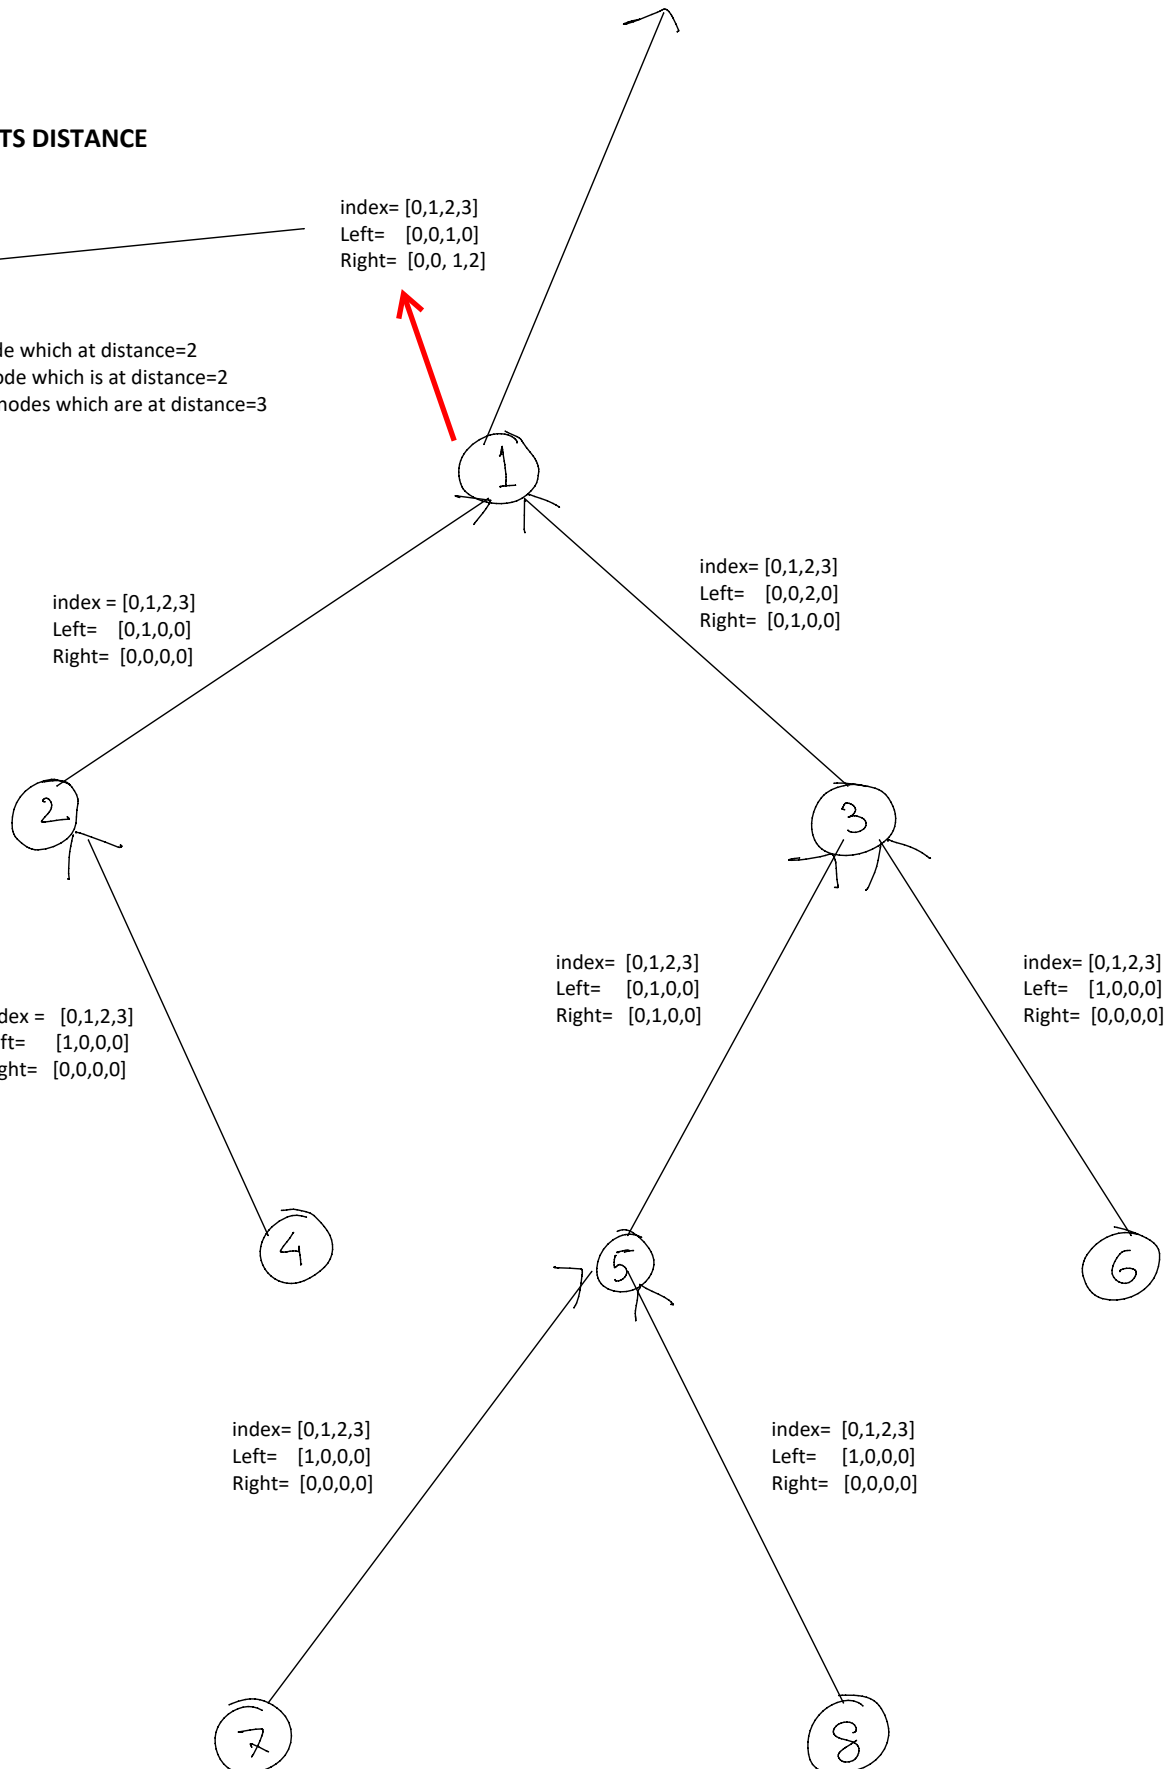 TS DISTANCE
index= [0,1,2,3]
Left= [0,0,1,0]
Right= [0,0, 1,2]
which at distance=2
which is at distance=2
nodes which are at distance=3
1
index= [0,1,2,3]
Left= [0,0,2,0]
Right= [0,1,0,0]
index = [0,1,2,3]
Left= [0,1,0,0]
Right= [0,0,0,0]
2
3
index= [0,1,2,3]
Left= [0,1,0,0]
Right= [0,1,0,0]
index= [0,1,2,3]
Left= [1,0,0,0]
Right= [0,0,0,0]
dex = [0,1,2,3]
ft= [1,0,0,0]
ght= [0,0,0,0]
4
5
6
index= [0,1,2,3]
Left= [1,0,0,0]
Right= [0,0,0,0]
index= [0,1,2,3]
Left= [1,0,0,0]
Right= [0,0,0,0]
7
8